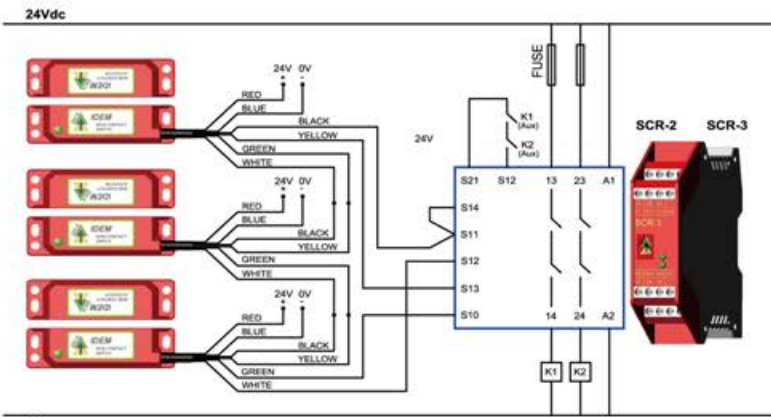 24Vdc
24V 0V
+ -
RED
BLUE
BLACK
YELLOW
GREEN
WHITE
IDEM
24V 0V
+ -
RED
BLUE
BLACK
YELLOW
GREEN
WHITE
IDEM
24V 0V
+ -
RED
BLUE
BLACK
YELLOW
GREEN
WHITE
IDEM
24V
K1
(Aux)
K2
(Aux)
FUSE
S21 S12 13 23 A1
S14
S11
S12
S13
S10
14 24 A2
K1 K2
SCR-2 SCR-3